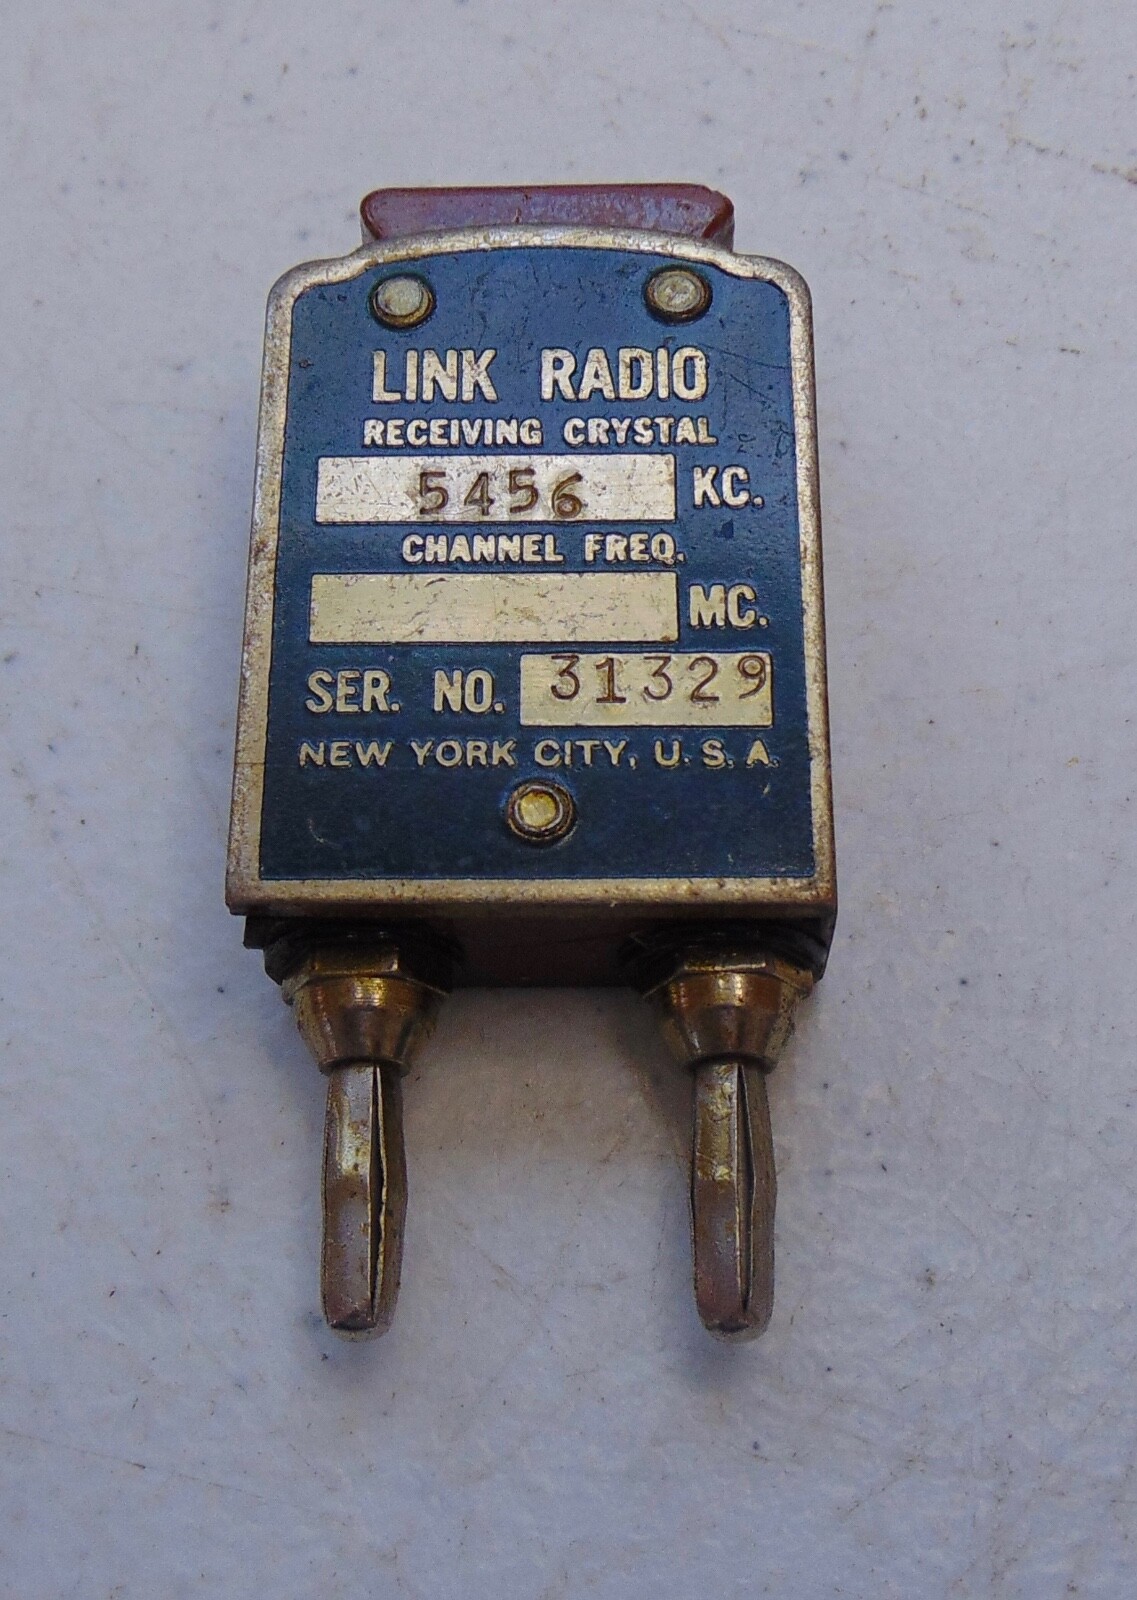 LINK RADIO
RECEIVING CRYSTAL
5456 KC.
CHANNEL FREQ.
MC.
SER. NO. 31329
NEW YORK CITY, U.S.A.